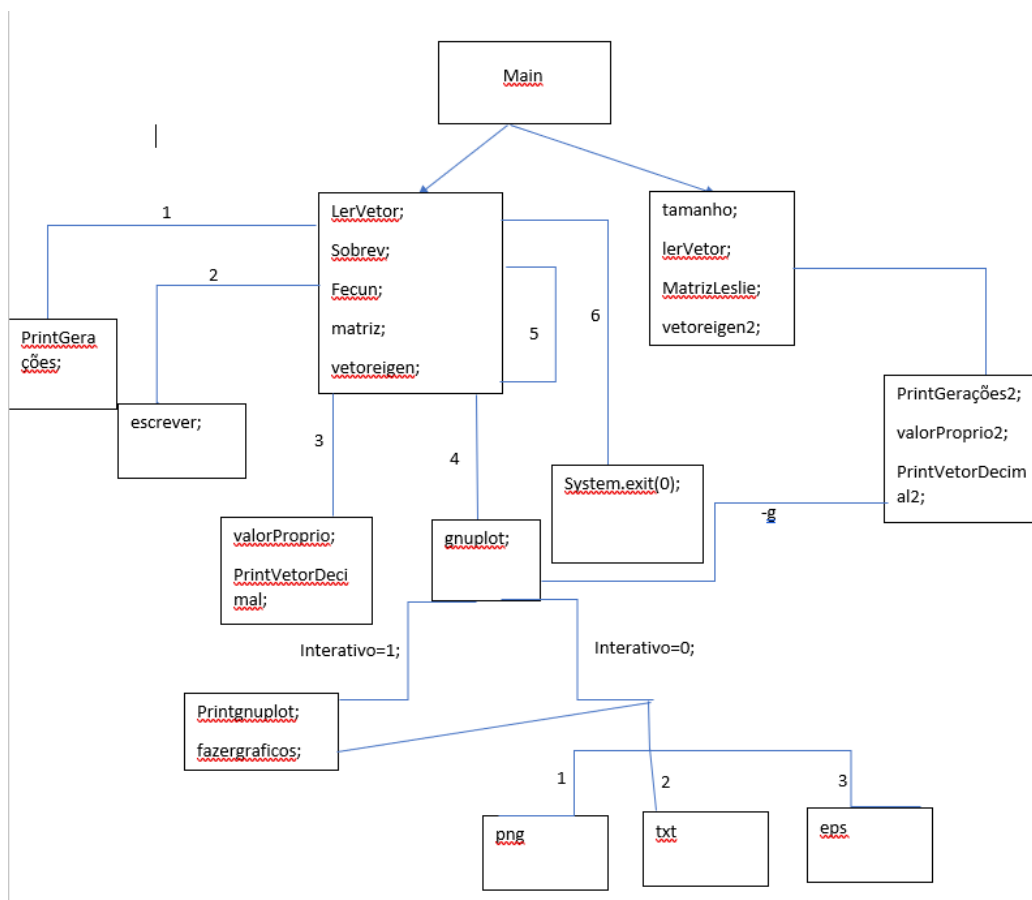 Main
1
LerVetor;
Sobrev;
Fecun;
matriz;
vetoreigen;
tamanho;
lerVetor;
MatrizLeslie;
vetoreigen2;
2
5
6
PrintGera
ções;
escrever;
3
4
PrintGerações2;
valorProprio2;
PrintVetorDecim
al2;
System.exit(0);
-g
valorProprio;
PrintVetorDeci
mal;
gnuplot;
Interativo=1;
Interativo=0;
Printgnuplot;
fazergraficos;
1
2
3
png
txt
eps